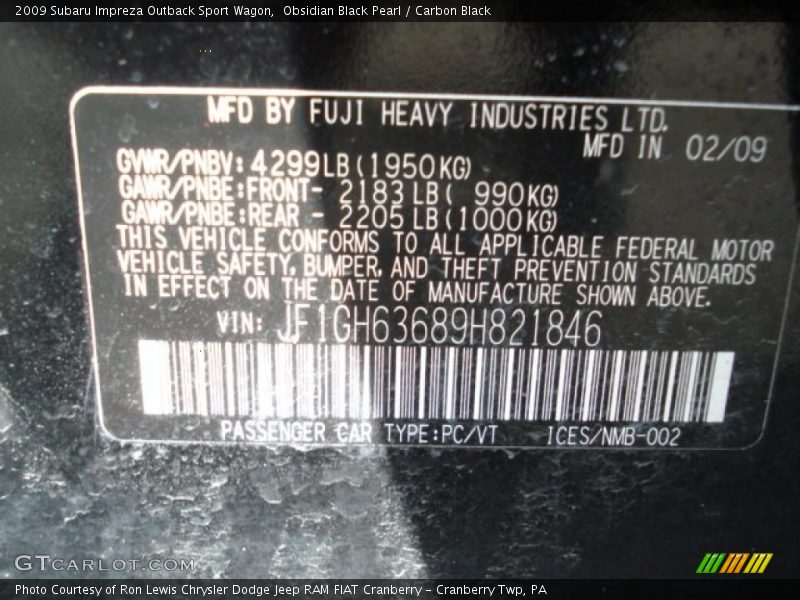 2009 Subaru Impreza Outback Sport Wagon,  Obsidian Black Pearl / Carbon Black
MFD BY FUJI HEAVY INDUSTRIES LTD.
MFD IN 02/09
GVWR/PNBV: 4299LB(1950KG)
GAWR/PNBE:FRONT- 2183 LB( 990KG)
GAWR/PNBE:REAR - 2205 LB(1000KG)
THIS VEHICLE CONFORMS TO ALL APPLICABLE FEDERAL MOTOR
VEHICLE SAFETY, BUMPER, AND THEFT PREVENTION STANDARDS
IN EFFECT ON THE DATE OF MANUFACTURE SHOWN ABOVE.
VIN: JF1GH63689H821846
PASSENGER CAR TYPE:PC/VT ICES/NMB-002
GTCARLOT.COM
Photo Courtesy of Ron Lewis Chrysler Dodge Jeep RAM FIAT Cranberry – Cranberry Twp, PA